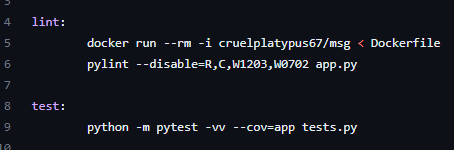 4 lint:
5 docker run --rm -i cruelplatypus67/msg < Dockerfile
6 pylint --disable=R,C,W1203,W0702 app.py
7
8 test:
9 python -m pytest -vv --cov=app tests.py